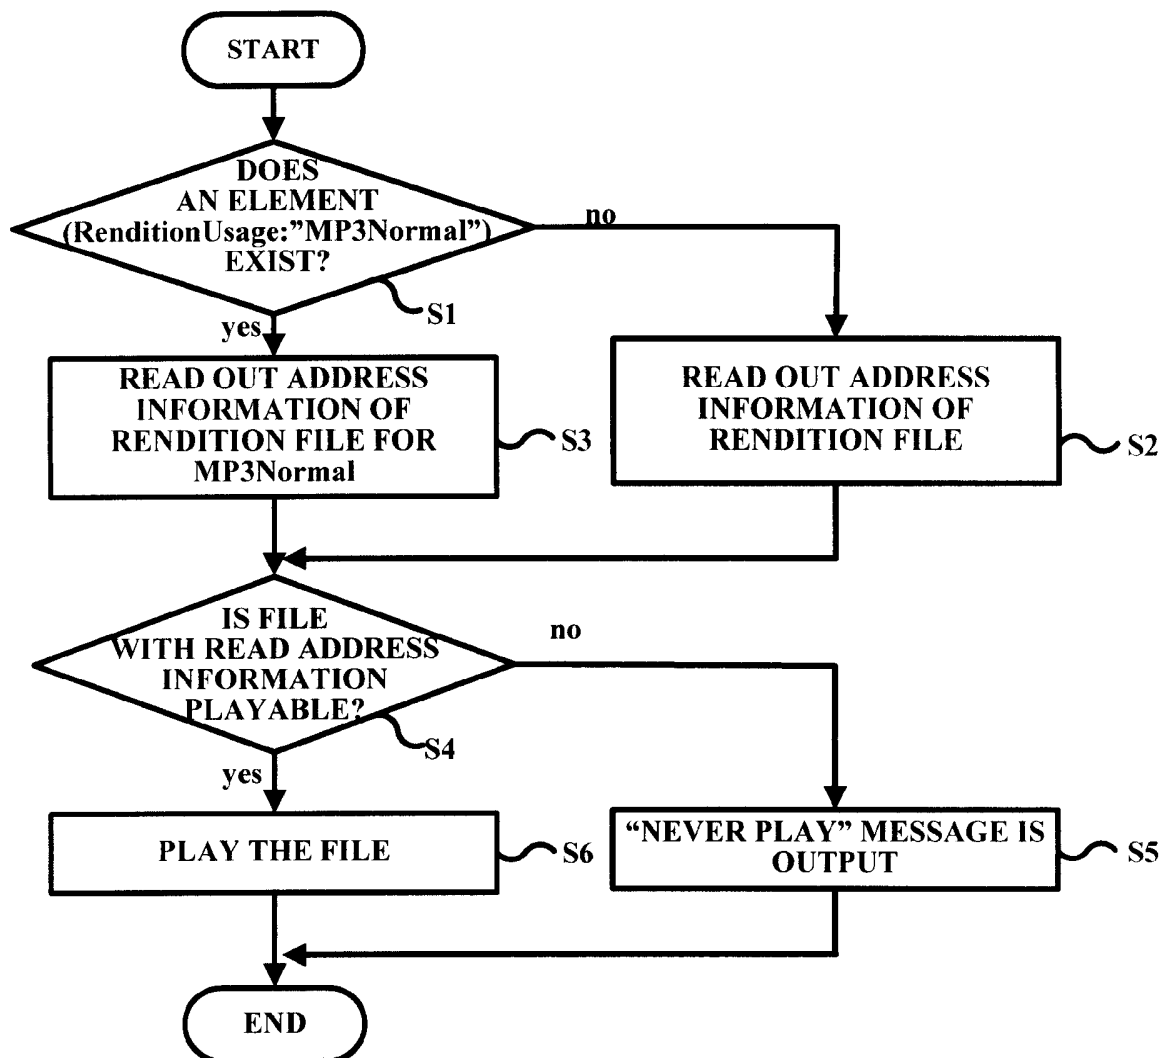 START
DOES
AN ELEMENT
(RenditionUsage:”MP3Normal”)
EXIST?
no
S1
yes
READ OUT ADDRESS
INFORMATION OF
RENDITION FILE FOR
MP3Normal
S3
READ OUT ADDRESS
INFORMATION OF
RENDITION FILE
S2
IS FILE
WITH READ ADDRESS
INFORMATION
PLAYABLE?
no
S4
yes
PLAY THE FILE
S6
“NEVER PLAY” MESSAGE IS
OUTPUT
S5
END